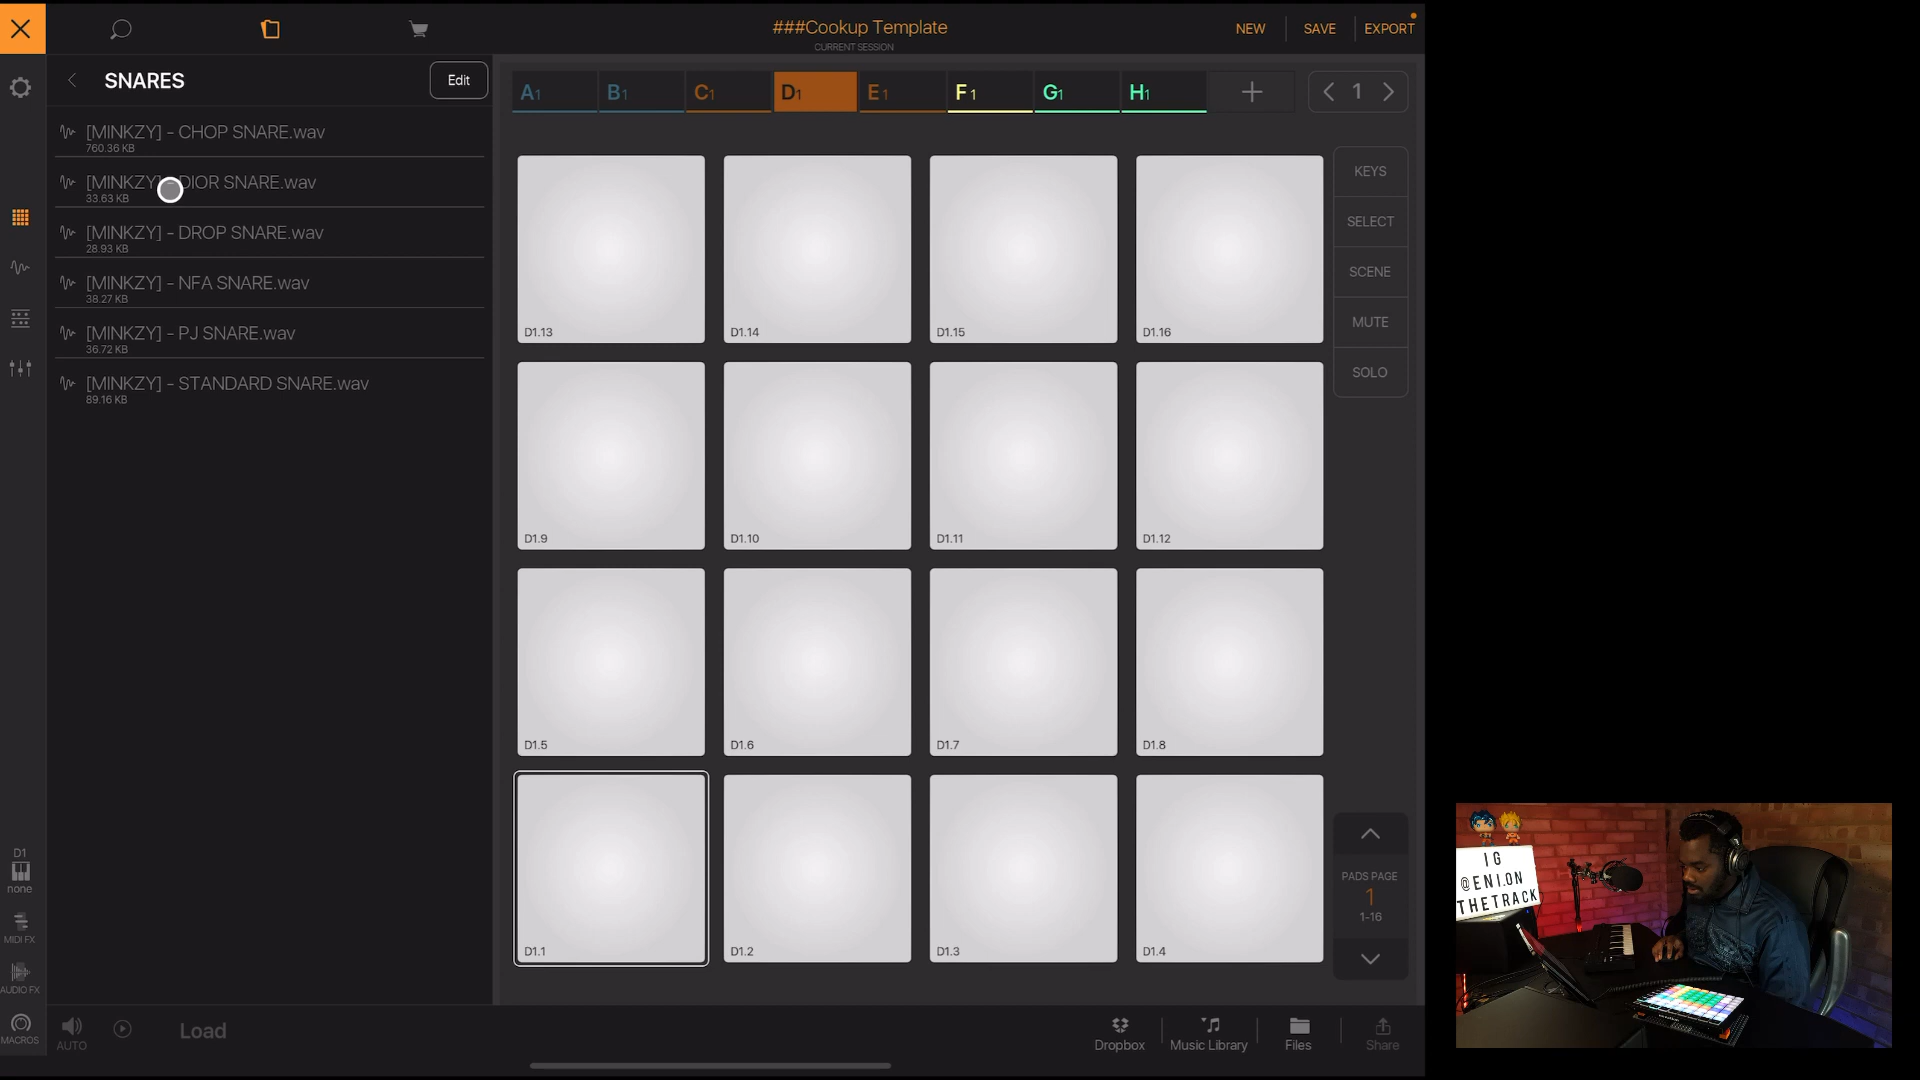 ###Cookup Template
CURRENT SESSION
NEW
SAVE
EXPORT
SNARES
Edit
[MINKZY] - CHOP SNARE.wav
760.36 KB
[MINKZY] - DIOR SNARE.wav
33.63 KB
[MINKZY] - DROP SNARE.wav
28.93 KB
[MINKZY] - NFA SNARE.wav
38.27 KB
[MINKZY] - PJ SNARE.wav
36.72 KB
[MINKZY] - STANDARD SNARE.wav
89.16 KB
A1
B1
C1
D1
E1
F1
G1
H1
1
D1.13
D1.14
D1.15
D1.16
D1.9
D1.10
D1.11
D1.12
D1.5
D1.6
D1.7
D1.8
D1.1
D1.2
D1.3
D1.4
KEYS
SELECT
SCENE
MUTE
SOLO
PADS PAGE
1
1-16
D1
none
MIDI FX
AUDIO FX
MACROS
AUTO
Load
Dropbox
Music Library
Files
Share
IG
@ENI.ON
THETRACK